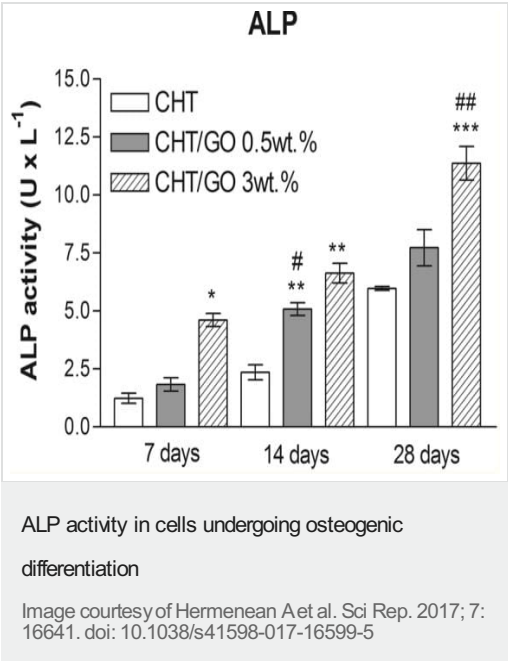 ALP
15.0
12.5
10.0
7.5
5.0
2.5
0.0
ALP activity (U x L⁻¹)
CHT
CHT/GO 0.5wt.%
CHT/GO 3wt.%
*
#
**
**
##
***
7 days
14 days
28 days
ALP activity in cells undergoing osteogenic
differentiation
Image courtesy of Hermenean A et al. Sci Rep. 2017; 7:
16641. doi: 10.1038/s41598-017-16599-5